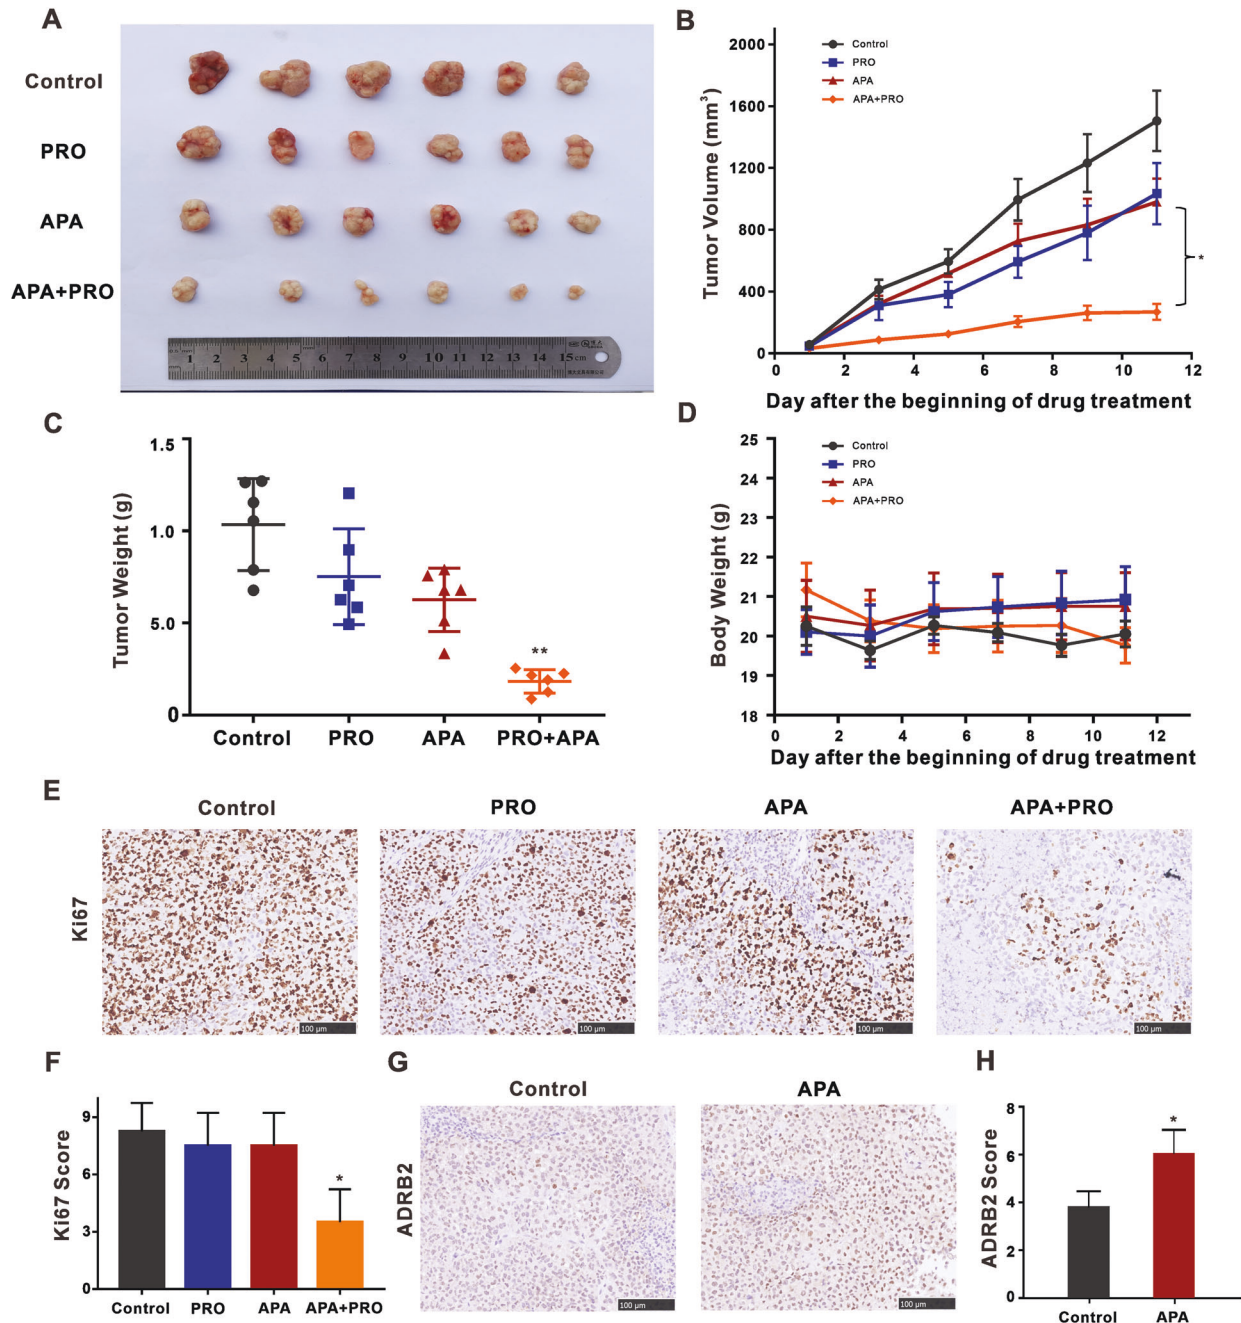 A
Control
PRO
APA
APA+PRO
1 2 3 4 5 6 7 8 9 10 11 12 13 14 15 cm
B
Control
PRO
APA
APA+PRO
Tumor Volume (mm³)
2000
1600
1200
800
400
0
*
0 2 4 6 8 10 12
Day after the beginning of drug treatment
C
Tumor Weight (g)
1.5
1.0
5.0
0
**
Control PRO APA PRO+APA
D
Control
PRO
APA
APA+PRO
Body Weight (g)
25
24
23
22
21
20
19
18
0 2 4 6 8 10 12
Day after the beginning of drug treatment
E
Control PRO APA APA+PRO
Ki67
100 μm 100 μm 100 μm 100 μm
F
Ki67 Score
9
6
3
0
*
Control PRO APA APA+PRO
G
Control APA
ADRB2
100 μm 100 μm
H
ADRB2 Score
8
6
4
2
0
*
Control APA